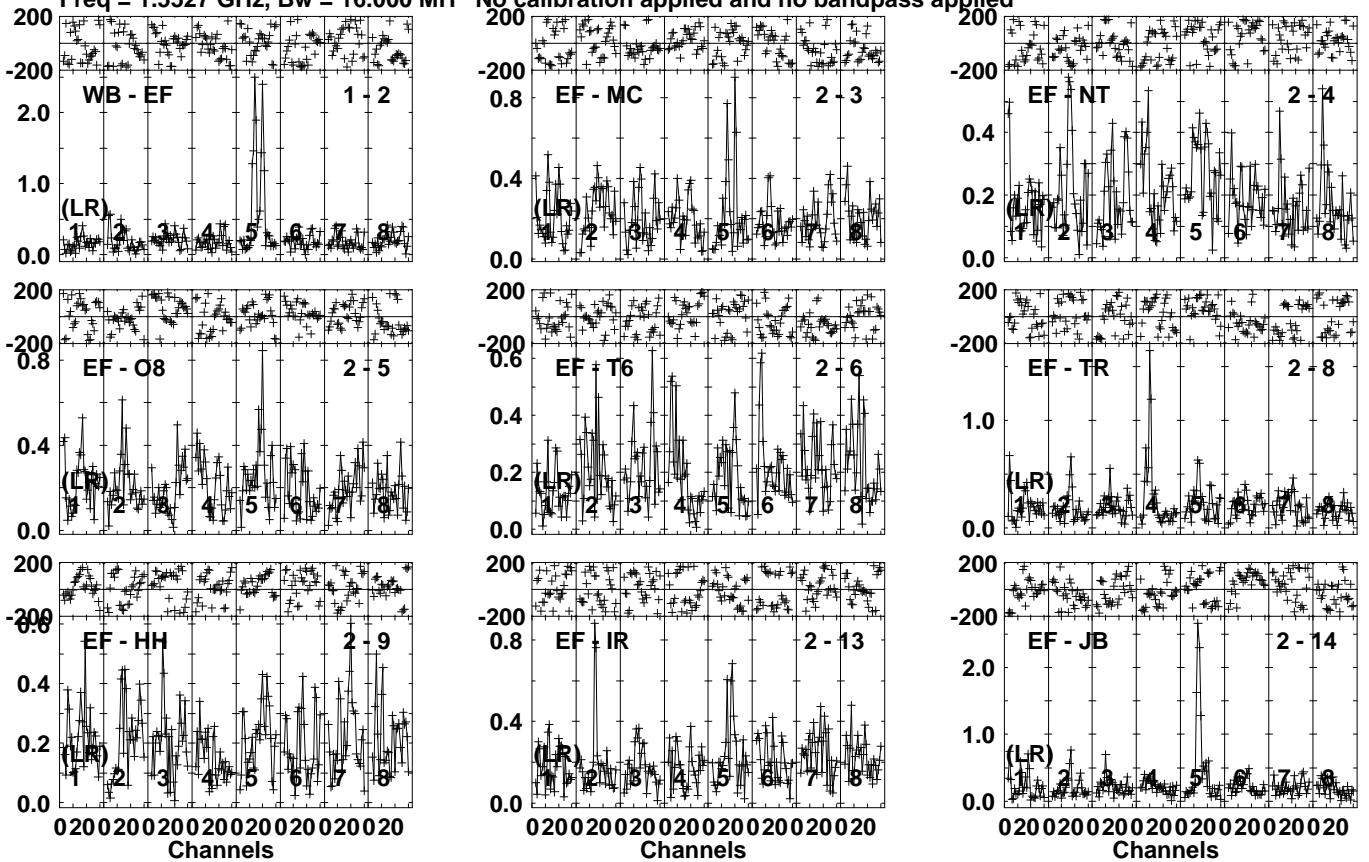 Freq = 1.5527 GHz, Bw = 16.000 MH No calibration applied and no bandpass applied
200 200 200
-200 -200 -200
WB - EF 1 - 2 EF - MC 2 - 3 EF - NT 2 - 4
2.0 0.8 0.4
1.0 0.4 0.2
(LR) (LR) (LR)
1 2 3 4 5 6 7 8 1 2 3 4 5 6 7 8 1 2 3 4 5 6 7 8
0.0 0.0 0.0
200 200 200
-200 -200 -200
0.8 0.6
EF - O8 2 - 5 EF - T6 2 - 6 EF - TR 2 - 8
0.4 0.4 1.0
0.2
(LR) (LR) (LR)
1 2 3 4 5 6 7 8 1 2 3 4 5 6 7 8 1 2 3 4 5 6 7 8
0.0 0.0 0.0
200 200 200
-200 -200 -200
0.6
EF - HH 2 - 9 EF - IR 2 - 13 EF - JB 2 - 14
0.8 2.0
0.4 0.4 1.0
0.2
(LR) (LR) (LR)
1 2 3 4 5 6 7 8 1 2 3 4 5 6 7 8 1 2 3 4 5 6 7 8
0.0 0.0 0.0
0 20 0 20 0 20 0 20 0 20 0 20 0 20 0 20 0 20 0 20 0 20 0 20 0 20 0 20 0 20 0 20 0 20 0 20 0 20 0 20 0 20 0 20 0 20 0 20
Channels Channels